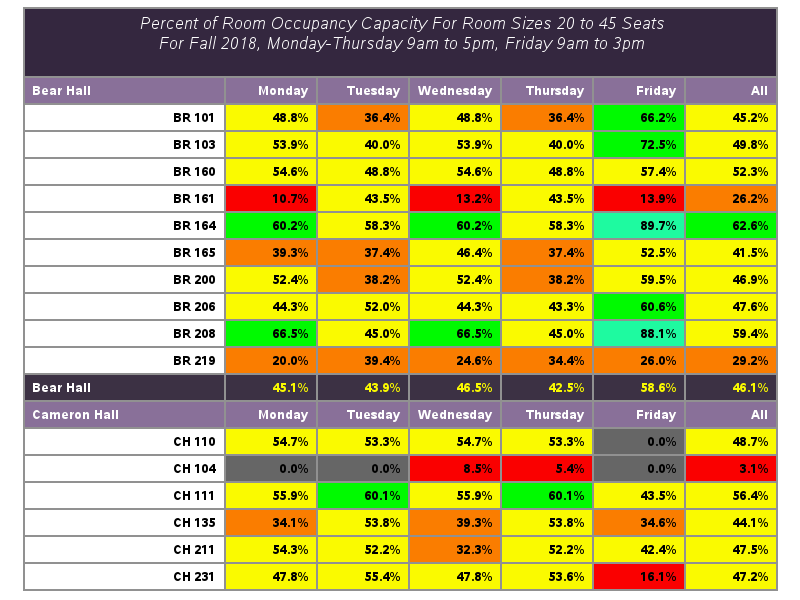 Percent of Room Occupancy Capacity For Room Sizes 20 to 45 Seats
For Fall 2018, Monday-Thursday 9am to 5pm, Friday 9am to 3pm
Bear Hall Monday Tuesday Wednesday Thursday Friday All
BR 101 48.8% 36.4% 48.8% 36.4% 66.2% 45.2%
BR 103 53.9% 40.0% 53.9% 40.0% 72.5% 49.8%
BR 160 54.6% 48.8% 54.6% 48.8% 57.4% 52.3%
BR 161 10.7% 43.5% 13.2% 43.5% 13.9% 26.2%
BR 164 60.2% 58.3% 60.2% 58.3% 89.7% 62.6%
BR 165 39.3% 37.4% 46.4% 37.4% 52.5% 41.5%
BR 200 52.4% 38.2% 52.4% 38.2% 59.5% 46.9%
BR 206 44.3% 52.0% 44.3% 43.3% 60.6% 47.6%
BR 208 66.5% 45.0% 66.5% 45.0% 88.1% 59.4%
BR 219 20.0% 39.4% 24.6% 34.4% 26.0% 29.2%
Bear Hall 45.1% 43.9% 46.5% 42.5% 58.6% 46.1%
Cameron Hall Monday Tuesday Wednesday Thursday Friday All
CH 110 54.7% 53.3% 54.7% 53.3% 0.0% 48.7%
CH 104 0.0% 0.0% 8.5% 5.4% 0.0% 3.1%
CH 111 55.9% 60.1% 55.9% 60.1% 43.5% 56.4%
CH 135 34.1% 53.8% 39.3% 53.8% 34.6% 44.1%
CH 211 54.3% 52.2% 32.3% 52.2% 42.4% 47.5%
CH 231 47.8% 55.4% 47.8% 53.6% 16.1% 47.2%